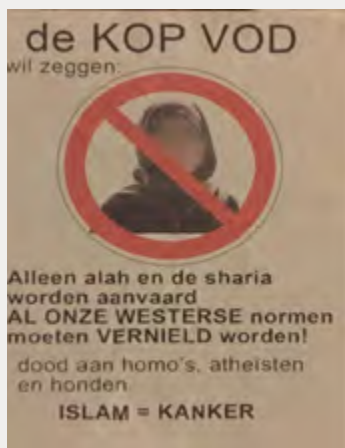 de KOP VOD
wil zeggen:
Alleen alah en de sharia
worden aanvaard
AL ONZE WESTERSE normen
moeten VERNIELD worden!
dood aan homo's, atheïsten
en honden
ISLAM = KANKER